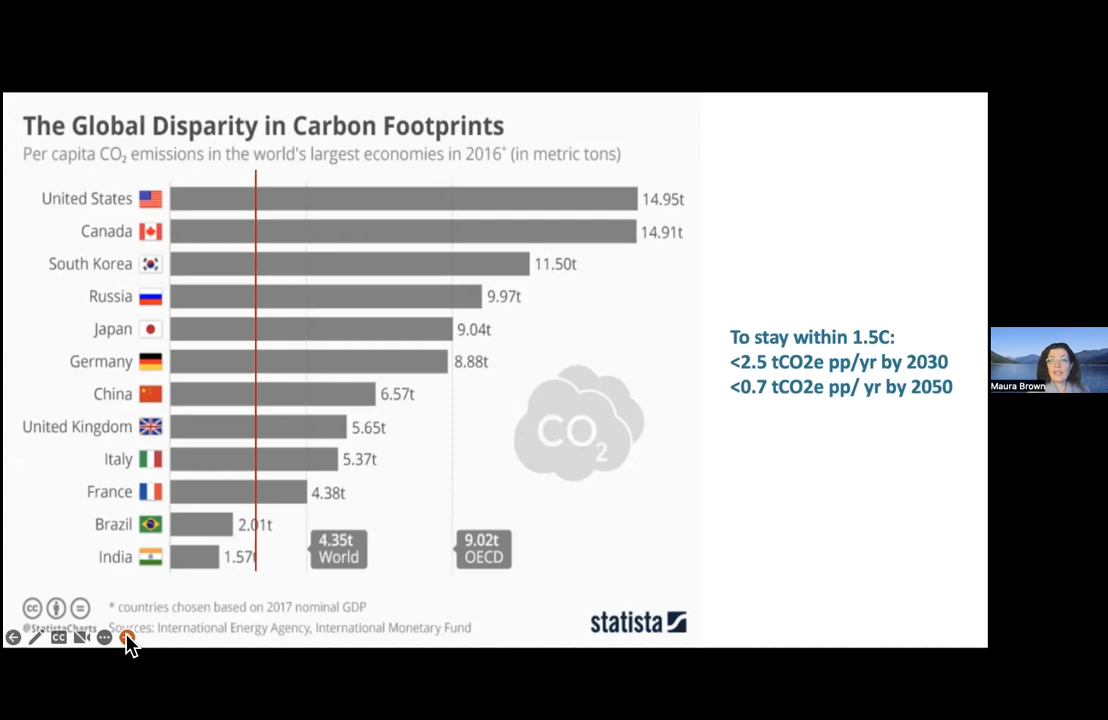 The Global Disparity in Carbon Footprints
Per capita CO₂ emissions in the world's largest economies in 2016* (in metric tons)
United States 14.95t
Canada 14.91t
South Korea 11.50t
Russia 9.97t
Japan 9.04t
Germany 8.88t
China 6.57t
United Kingdom 5.65t
Italy 5.37t
France 4.38t
Brazil 2.01t
India 1.57t
4.35t
World
9.02t
OECD
CO₂
* countries chosen based on 2017 nominal GDP
@StatistaCharts Sources: International Energy Agency, International Monetary Fund
statista
cc
CC
To stay within 1.5C:
<2.5 tCO2e pp/yr by 2030
<0.7 tCO2e pp/ yr by 2050
Maura Brown